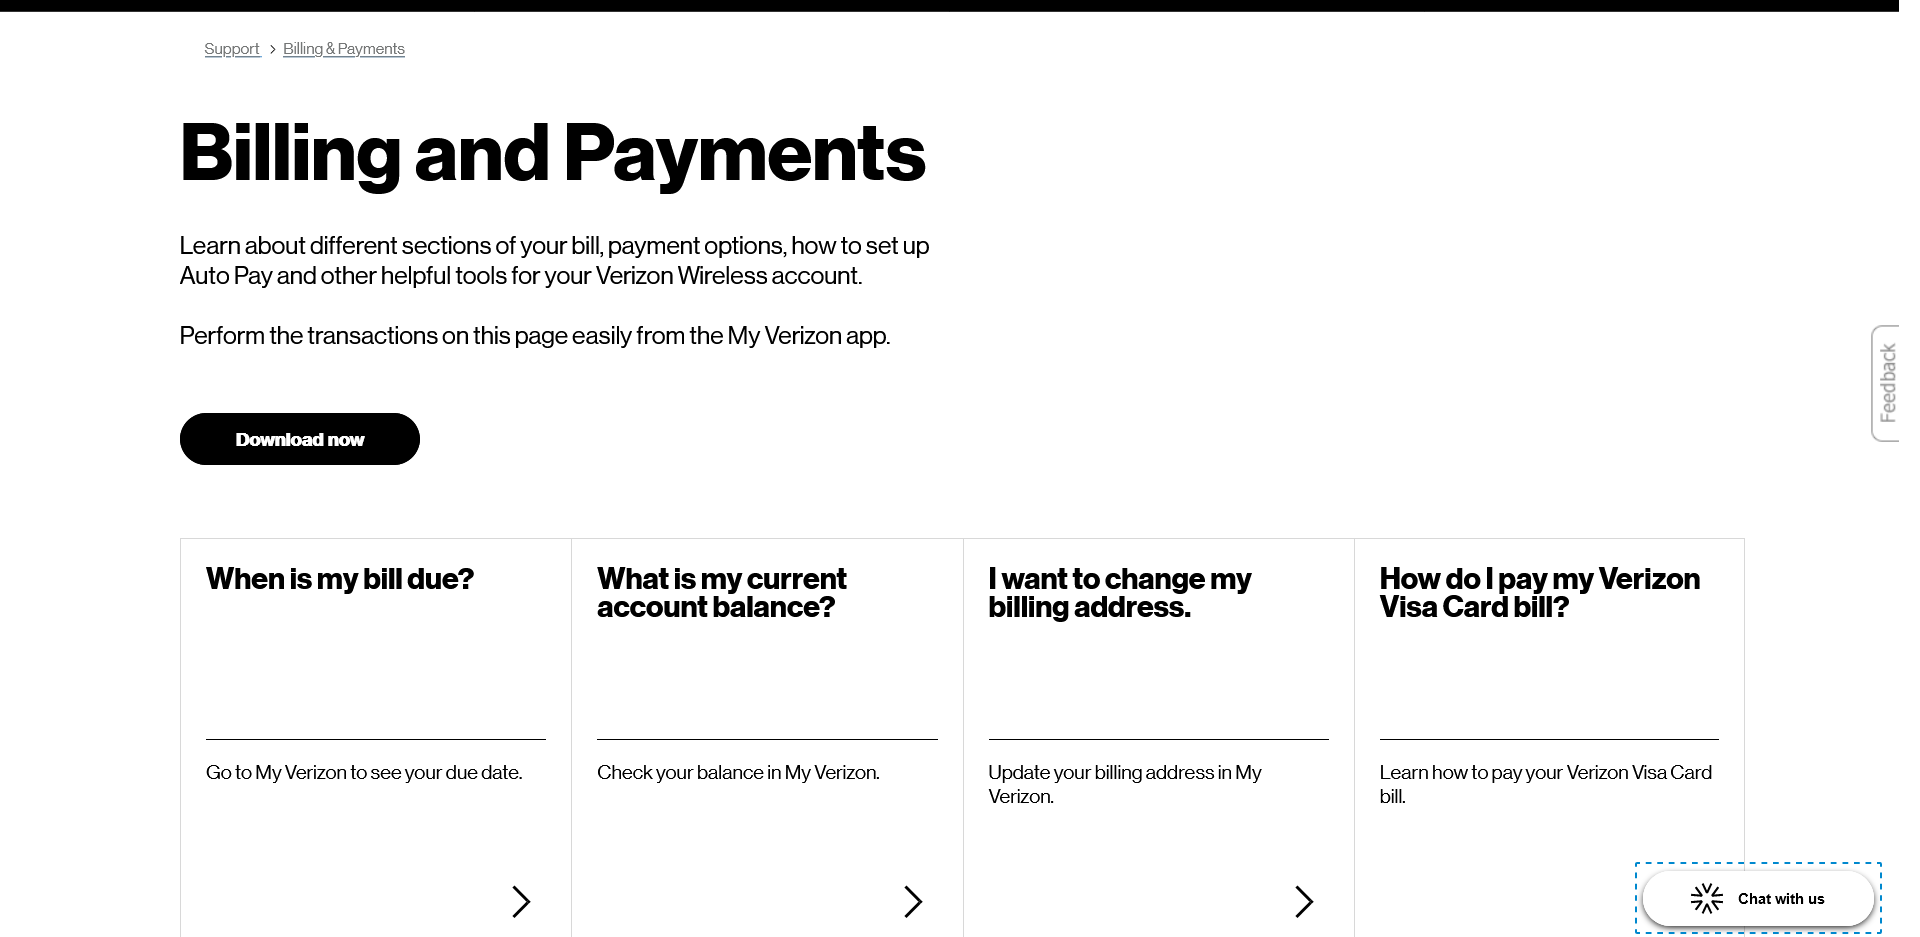 Support > Billing & Payments
Billing and Payments
Learn about different sections of your bill, payment options, how to set up
Auto Pay and other helpful tools for your Verizon Wireless account.
Perform the transactions on this page easily from the My Verizon app.
Download now
Feedback
When is my bill due?
Go to My Verizon to see your due date.
What is my current
account balance?
Check your balance in My Verizon.
I want to change my
billing address.
Update your billing address in My
Verizon.
How do I pay my Verizon
Visa Card bill?
Learn how to pay your Verizon Visa Card
bill.
Chat with us